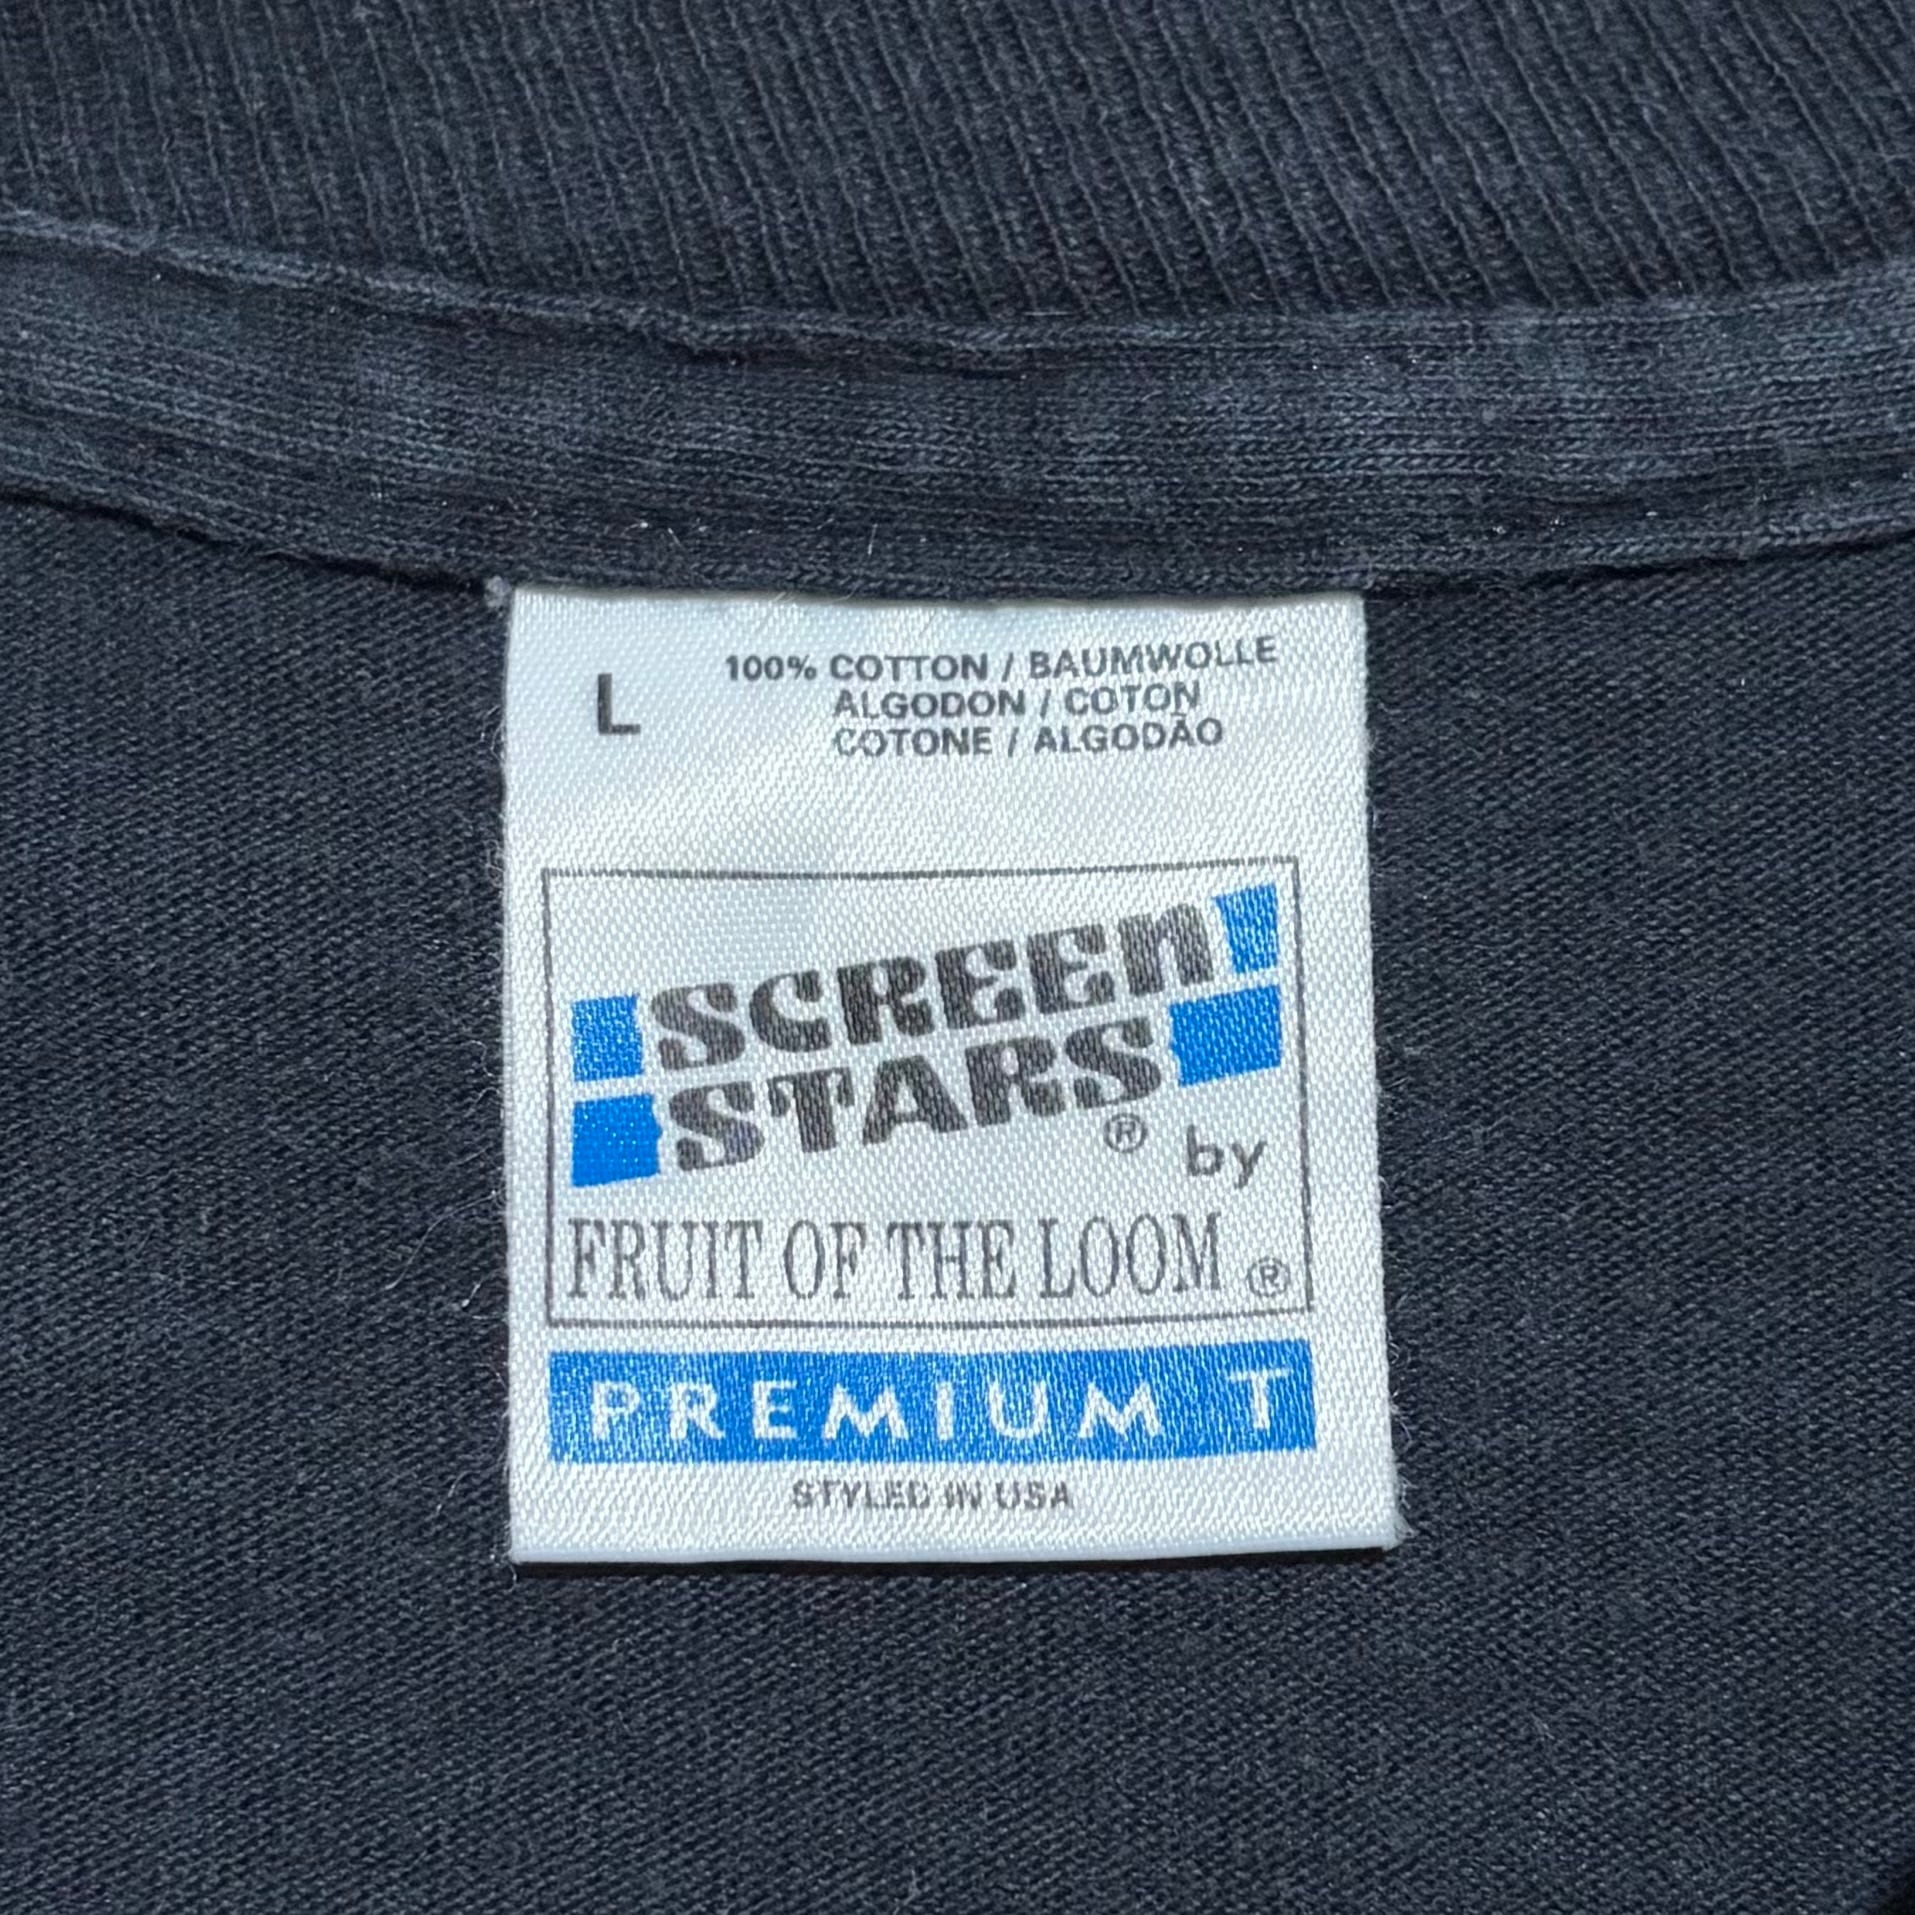 L
100% COTTON / BAUMWOLLE
ALGODON / COTON
COTONE / ALGODÃO
SCREEN
STARS® by
FRUIT OF THE LOOM®
PREMIUM T
STYLED IN USA